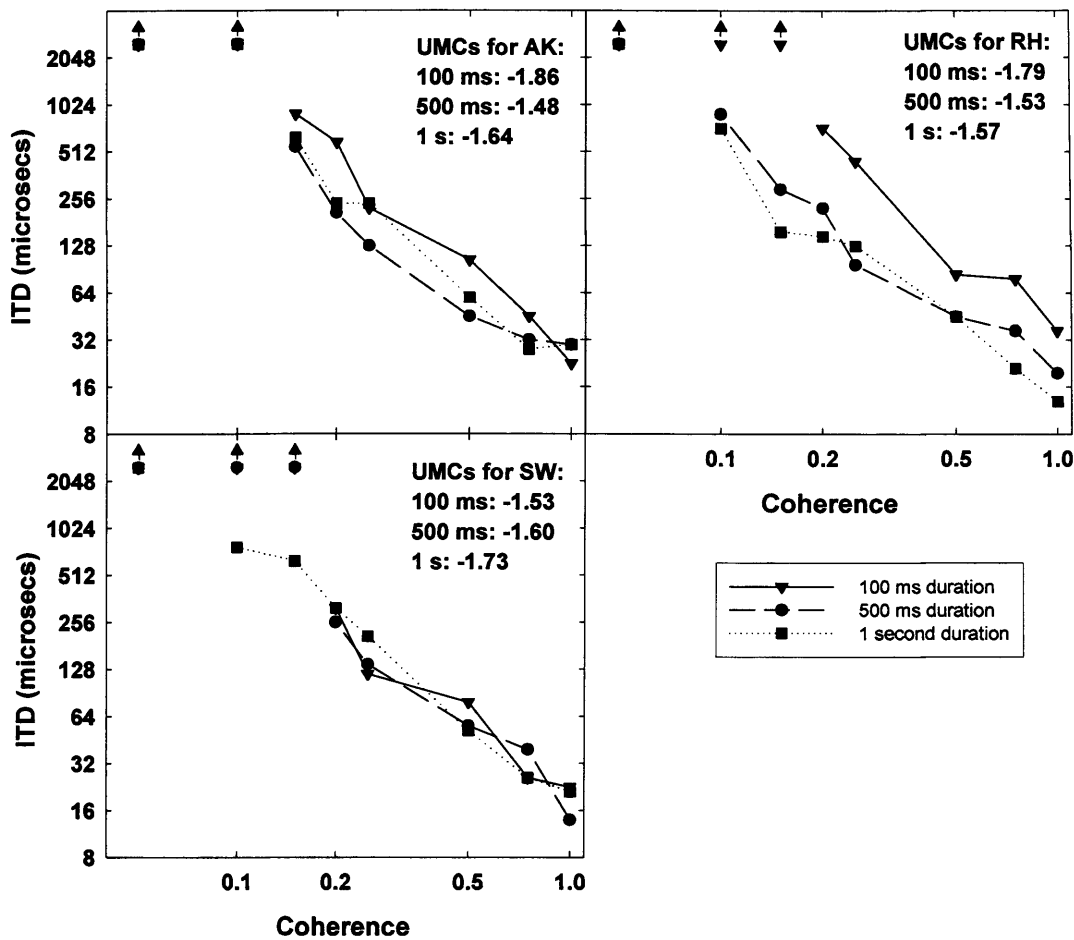 UMCs for AK:
100 ms: -1.86
500 ms: -1.48
1 s: -1.64
UMCs for RH:
100 ms: -1.79
500 ms: -1.53
1 s: -1.57
ITD (microsecs)
2048
1024
512
256
128
64
32
16
8
0.1
0.2
0.5
1.0
Coherence
UMCs for SW:
100 ms: -1.53
500 ms: -1.60
1 s: -1.73
ITD (microsecs)
2048
1024
512
256
128
64
32
16
8
0.1
0.2
0.5
1.0
Coherence
100 ms duration
500 ms duration
1 second duration